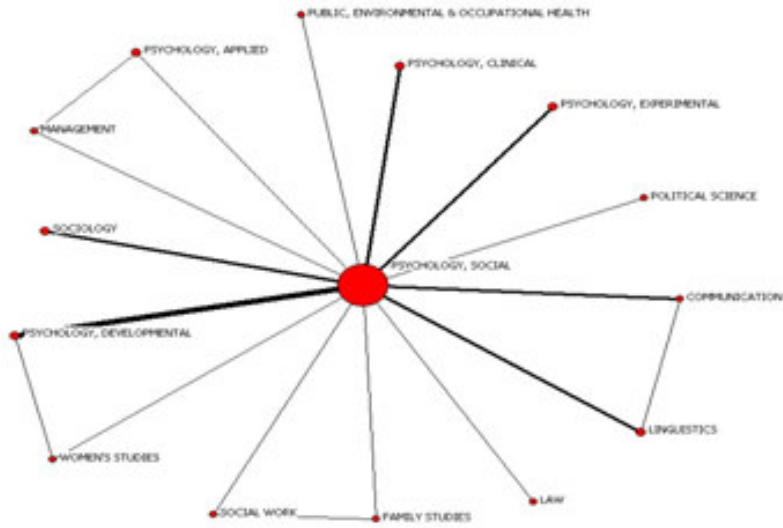 PUBLIC, ENVIRONMENTAL & OCCUPATIONAL HEALTH
PSYCHOLOGY, APPLIED
PSYCHOLOGY, CLINICAL
PSYCHOLOGY, EXPERIMENTAL
MANAGEMENT
POLITICAL SCIENCE
SOCIOLOGY
PSYCHOLOGY, SOCIAL
COMMUNICATION
PSYCHOLOGY, DEVELOPMENTAL
LINGUISTICS
WOMEN'S STUDIES
LAW
SOCIAL WORK
FAMILY STUDIES